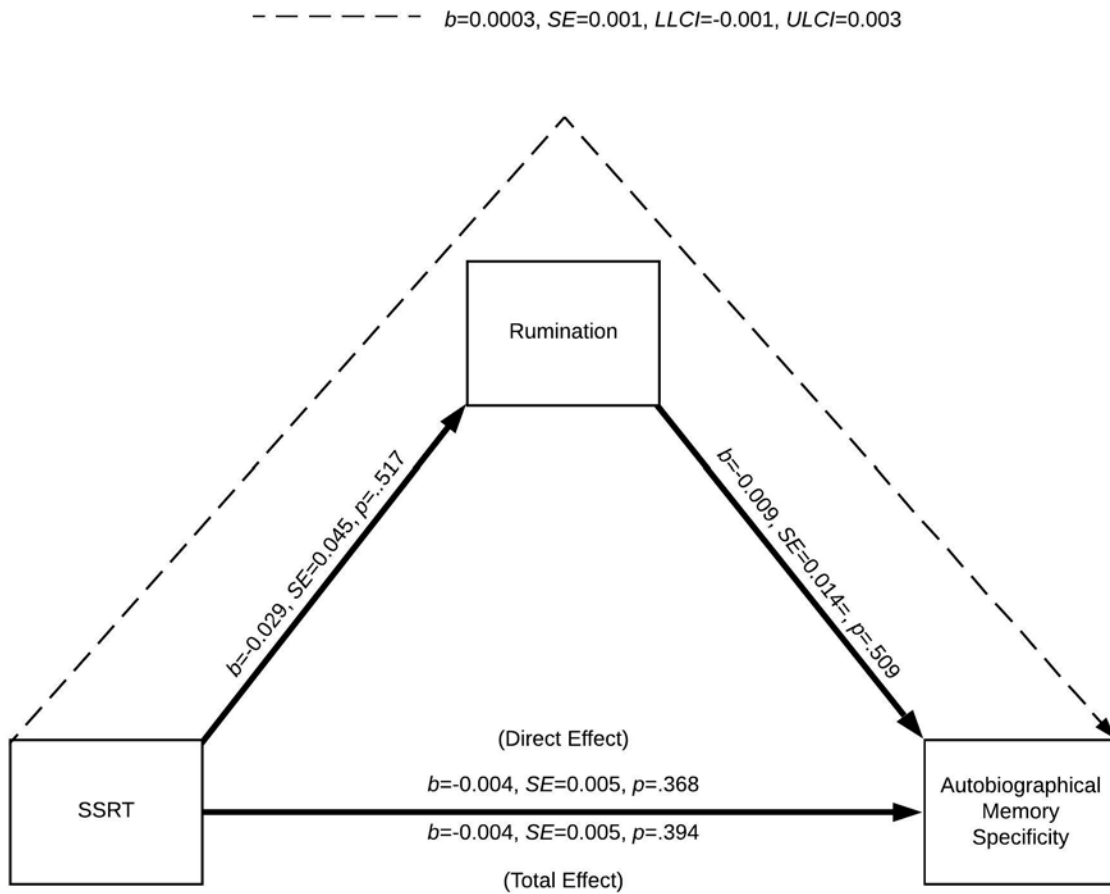 b=0.0003, SE=0.001, LLCI=-0.001, ULCI=0.003
Rumination
b=-0.029, SE=0.045, p=..517
b=-0.009, SE=0.014=, p=.509
(Direct Effect)
b=-0.004, SE=0.005, p=.368
SSRT
b=-0.004, SE=0.005, p=.394
(Total Effect)
Autobiographical
Memory
Specificity